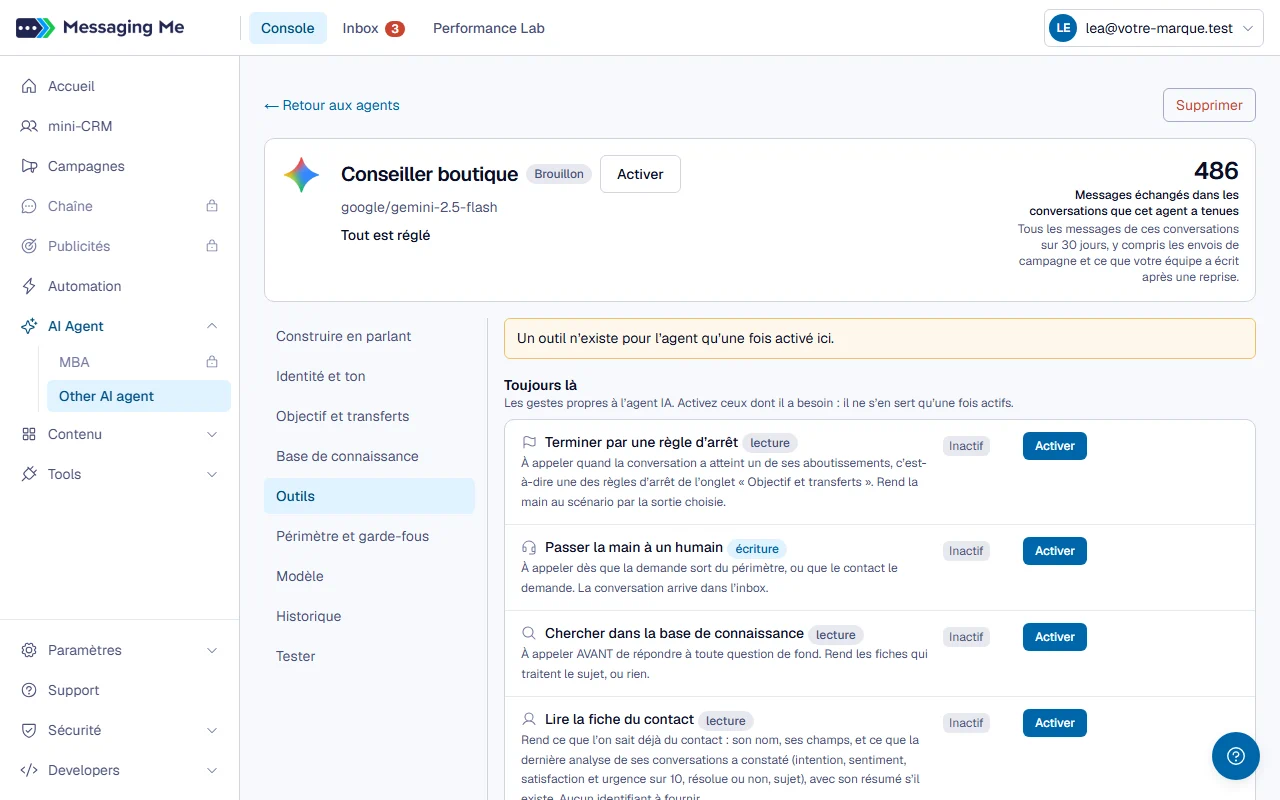 Messaging Me
Console
Inbox 3
Performance Lab
LE lea@votre-marque.test
Accueil
mini-CRM
Campagnes
Chaîne
Publicités
Automation
AI Agent
MBA
Other AI agent
Contenu
Tools
Paramètres
Support
Sécurité
Developers
← Retour aux agents
Supprimer
Conseiller boutique Brouillon Activer
google/gemini-2.5-flash
Tout est réglé
486
Messages échangés dans les
conversations que cet agent a tenues
Tous les messages de ces conversations
sur 30 jours, y compris les envois de
campagne et ce que votre équipe a écrit
après une reprise.
Construire en parlant
Identité et ton
Objectif et transferts
Base de connaissance
Outils
Périmètre et garde-fous
Modèle
Historique
Tester
Un outil n'existe pour l'agent qu'une fois activé ici.
Toujours là
Les gestes propres à l'agent IA. Activez ceux dont il a besoin : il ne s'en sert qu'une fois actifs.
Terminer par une règle d'arrêt lecture Inactif Activer
À appeler quand la conversation a atteint un de ses aboutissements, c'est-
à-dire une des règles d'arrêt de l'onglet « Objectif et transferts ». Rend la
main au scénario par la sortie choisie.
Passer la main à un humain écriture Inactif Activer
À appeler dès que la demande sort du périmètre, ou que le contact le
demande. La conversation arrive dans l'inbox.
Chercher dans la base de connaissance lecture Inactif Activer
À appeler AVANT de répondre à toute question de fond. Rend les fiches qui
traitent le sujet, ou rien.
Lire la fiche du contact lecture Inactif Activer
Rend ce que l'on sait déjà du contact : son nom, ses champs, et ce que la
dernière analyse de ses conversations a constaté (intention, sentiment,
satisfaction et urgence sur 10, résolue ou non, sujet), avec son résumé s'il
existe. Aucun identifiant à fournir.